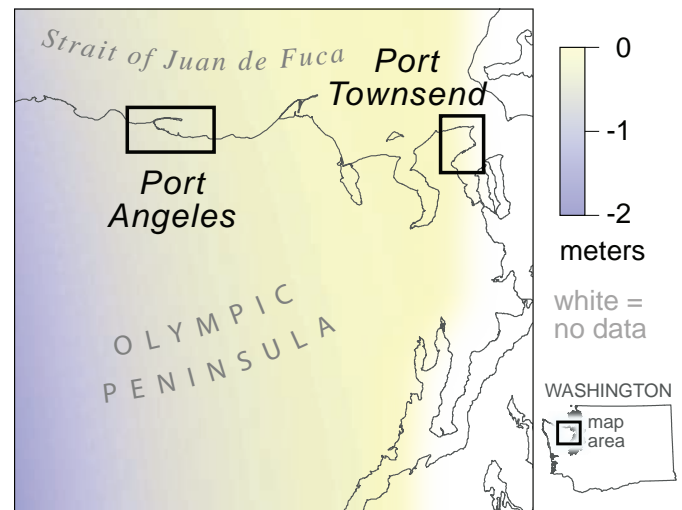 Strait of Juan de Fuca
Port
Townsend
Port
Angeles
OLYMPIC
PENINSULA
0
-1
-2
meters
white =
no data
WASHINGTON
map
area